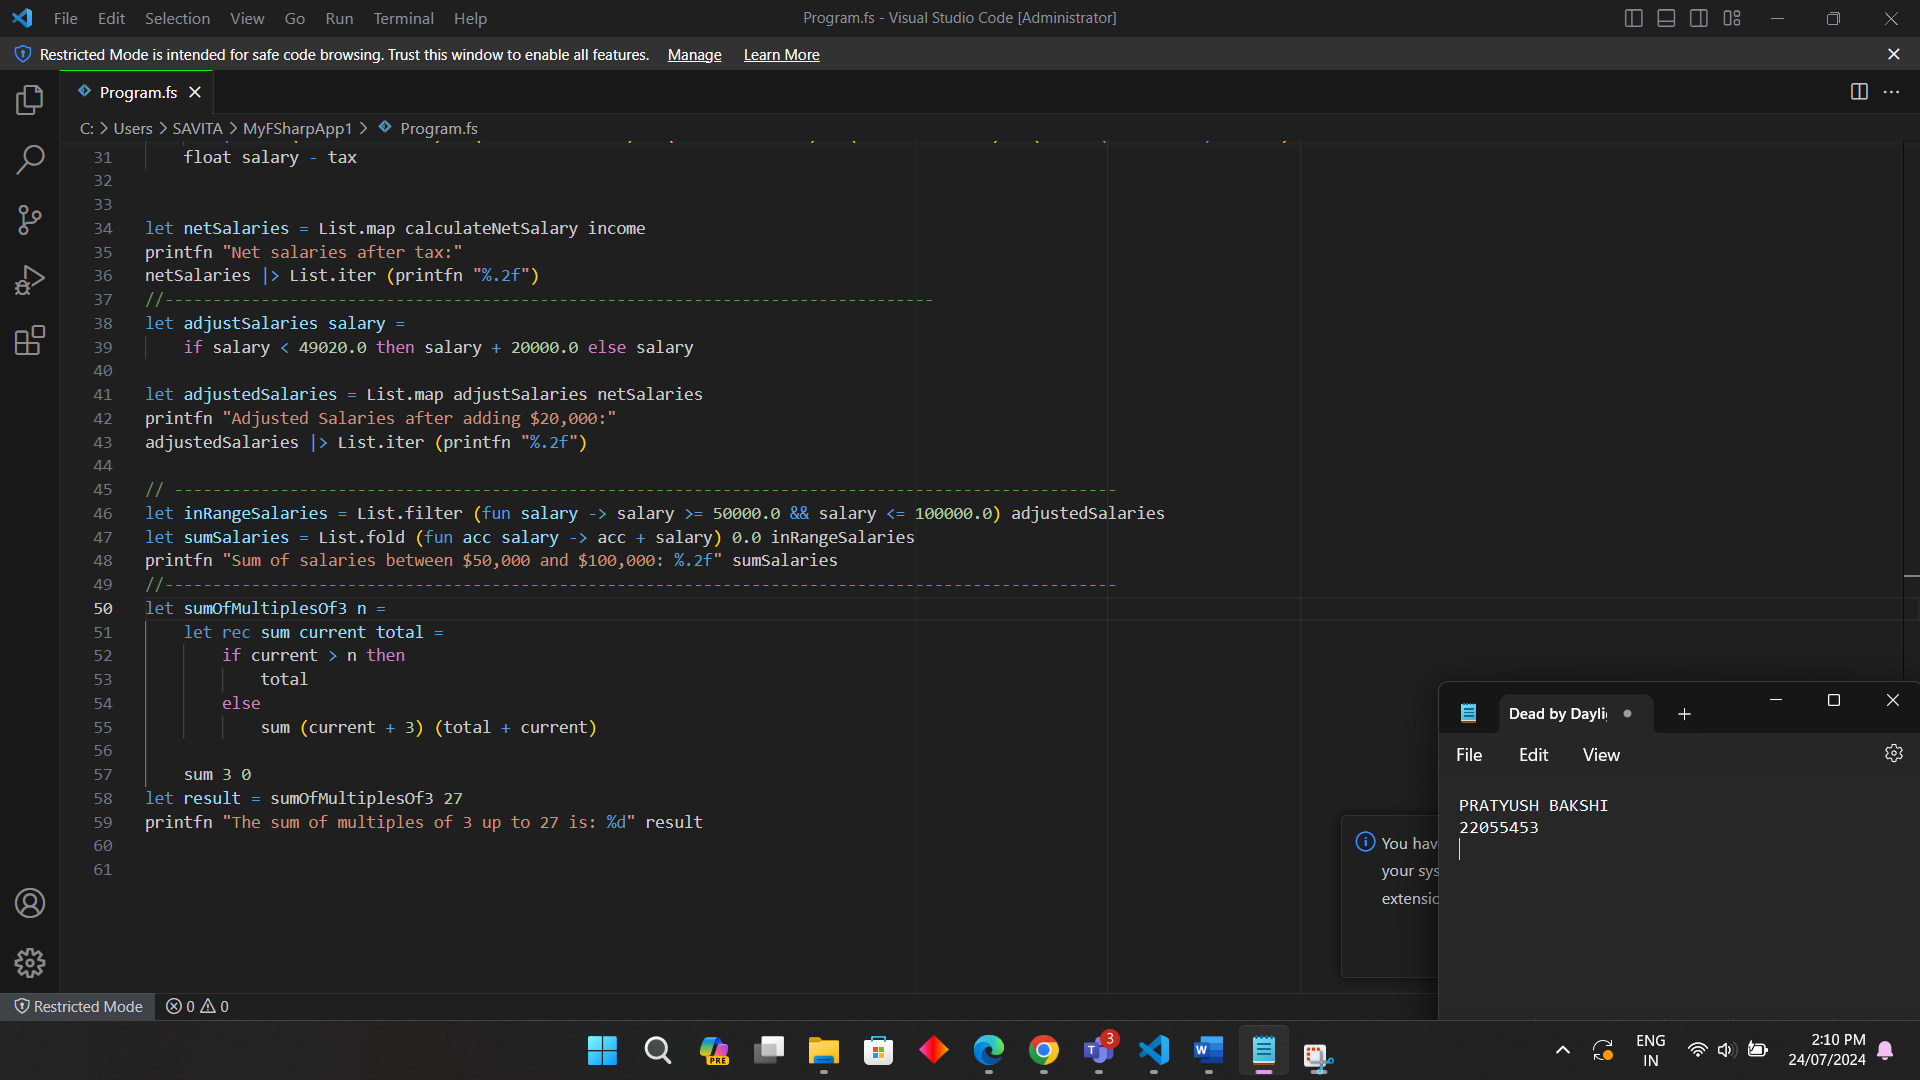 File Edit Selection View Go Run Terminal Help
Program.fs - Visual Studio Code [Administrator]
Restricted Mode is intended for safe code browsing. Trust this window to enable all features. Manage Learn More
Program.fs
C: > Users > SAVITA > MyFSharpApp1 > Program.fs
31 float salary - tax
32
33
34 let netSalaries = List.map calculateNetSalary income
35 printfn "Net salaries after tax:"
36 netSalaries |> List.iter (printfn "%.2f")
37 //--------------------------------------------------------------------------------
38 let adjustSalaries salary =
39 if salary < 49020.0 then salary + 20000.0 else salary
40
41 let adjustedSalaries = List.map adjustSalaries netSalaries
42 printfn "Adjusted Salaries after adding $20,000:"
43 adjustedSalaries |> List.iter (printfn "%.2f")
44
45 // --------------------------------------------------------------------------------------------------
46 let inRangeSalaries = List.filter (fun salary -> salary >= 50000.0 && salary <= 100000.0) adjustedSalaries
47 let sumSalaries = List.fold (fun acc salary -> acc + salary) 0.0 inRangeSalaries
48 printfn "Sum of salaries between $50,000 and $100,000: %.2f" sumSalaries
49 //---------------------------------------------------------------------------------------------------
50 let sumOfMultiplesOf3 n =
51 let rec sum current total =
52 if current > n then
53 total
54 else
55 sum (current + 3) (total + current)
56
57 sum 3 0
58 let result = sumOfMultiplesOf3 27
59 printfn "The sum of multiples of 3 up to 27 is: %d" result
60
61
Dead by Dayli
File Edit View
PRATYUSH BAKSHI
22055453
You hav
your sys
extensio
Restricted Mode 0 0
PRE
3
ENG
IN
2:10 PM
24/07/2024